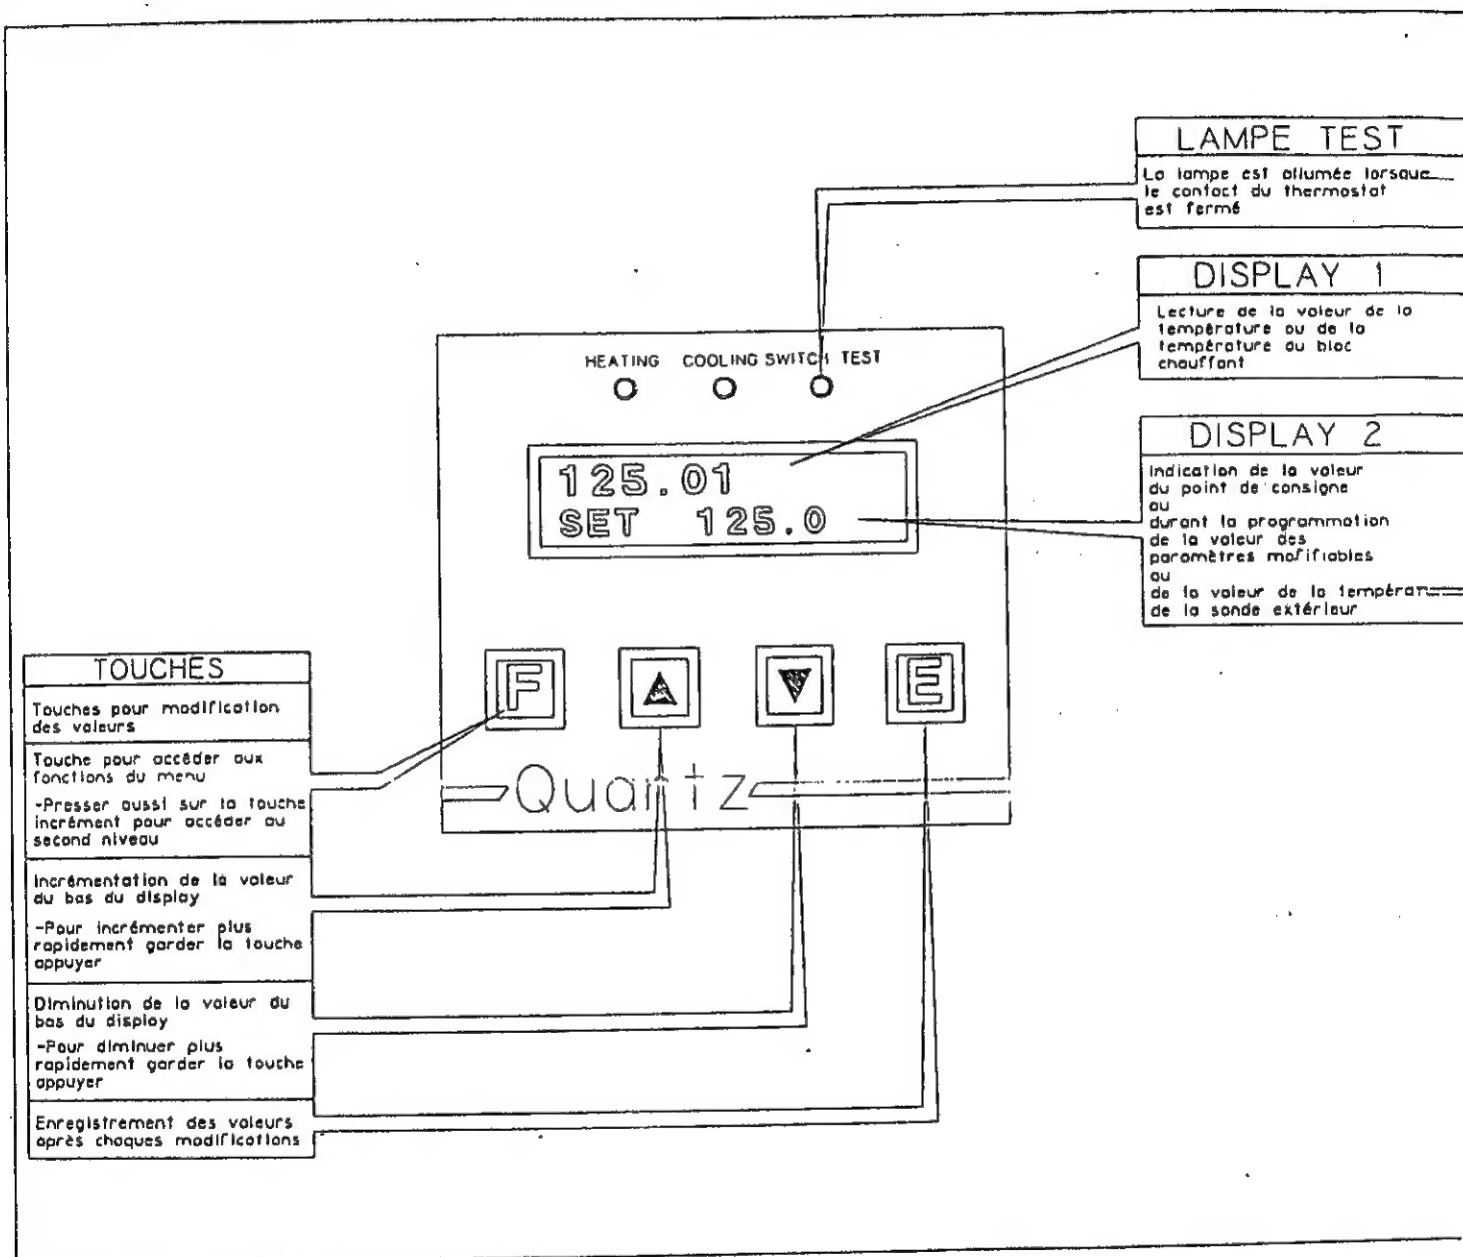 LAMPE TEST
La lampe est allumée lorsque
le contact du thermostat
est fermé
DISPLAY 1
Lecture de la valeur de la
température ou de la
température du bloc
chauffant
DISPLAY 2
Indication de la valeur
du point de consigne
ou
durant la programmation
de la valeur des
paramètres mofifiables
ou
de la valeur de la température
de la sonde extérieur
HEATING COOLING SWITCH TEST
125.01
SET 125.0
F
E
Quartz
TOUCHES
Touches pour modification
des valeurs
Touche pour accéder aux
fonctions du menu
-Presser aussi sur la touche
incrément pour accéder au
second niveau
Incrémentation de la valeur
du bas du display
-Pour incrémenter plus
rapidement garder la touche
appuyer
Diminution de la valeur du
bas du display
-Pour diminuer plus
rapidement garder la touche
appuyer
Enregistrement des valeurs
après chaques modifications